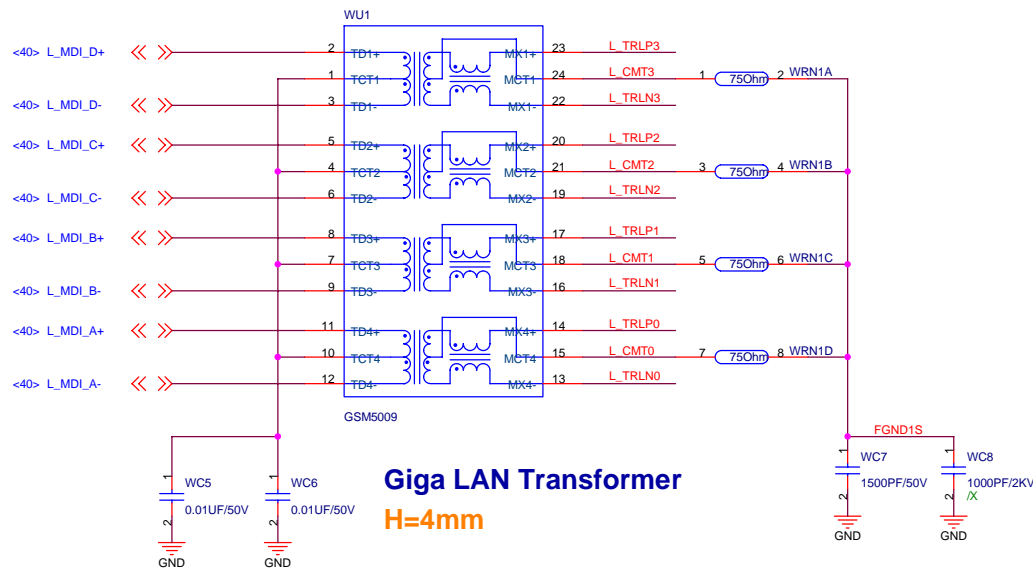 WU1
<40> L_MDI_D+ 2 TD1+ MX1+ 23 L_TRLP3
1 TCT1 MCT1 24 L_CMT3 1 75Ohm 2 WRN1A
<40> L_MDI_D- 3 TD1- MX1- 22 L_TRLN3
<40> L_MDI_C+ 5 TD2+ MX2+ 20 L_TRLP2
4 TCT2 MCT2 21 L_CMT2 3 75Ohm 4 WRN1B
<40> L_MDI_C- 6 TD2- MX2- 19 L_TRLN2
<40> L_MDI_B+ 8 TD3+ MX3+ 17 L_TRLP1
7 TCT3 MCT3 18 L_CMT1 5 75Ohm 6 WRN1C
<40> L_MDI_B- 9 TD3- MX3- 16 L_TRLN1
<40> L_MDI_A+ 11 TD4+ MX4+ 14 L_TRLP0
10 TCT4 MCT4 15 L_CMT0 7 75Ohm 8 WRN1D
<40> L_MDI_A- 12 TD4- MX4- 13 L_TRLN0
GSM5009
FGND1S
1 WC5 0.01UF/50V 2 GND
1 WC6 0.01UF/50V 2 GND
Giga LAN Transformer
H=4mm
1 WC7 1500PF/50V 2 GND
1 WC8 1000PF/2KV /X 2 GND